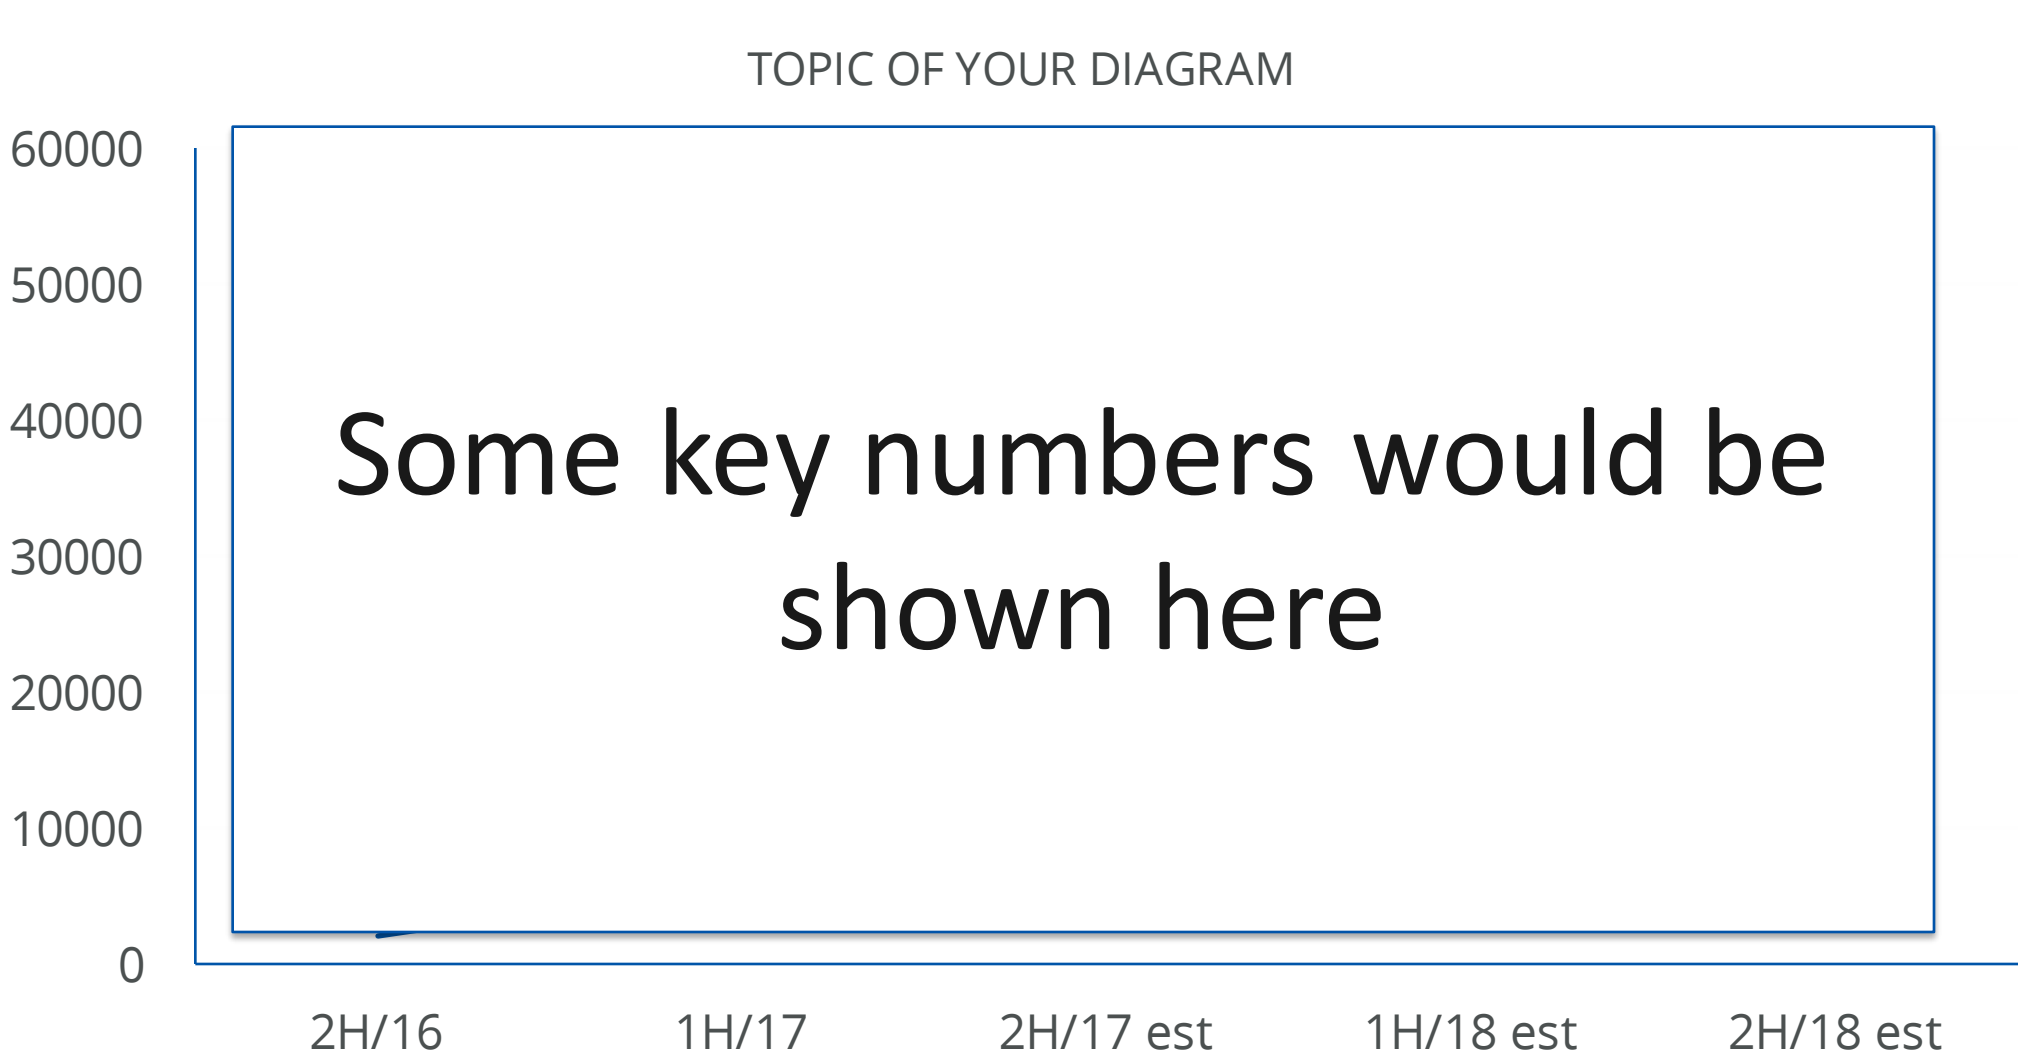 TOPIC OF YOUR DIAGRAM
60000
50000
40000
30000
20000
10000
0
Some key numbers would be
shown here
2H/16 1H/17 2H/17 est 1H/18 est 2H/18 est